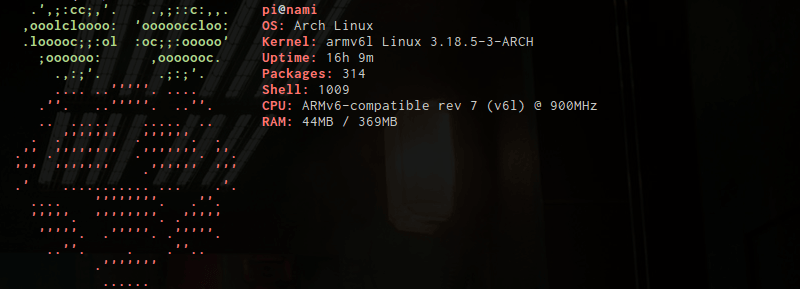 pi@nami
OS: Arch Linux
Kernel: armv6l Linux 3.18.5-3-ARCH
Uptime: 16h 9m
Packages: 314
Shell: 1009
CPU: ARMv6-compatible rev 7 (v6l) @ 900MHz
RAM: 44MB / 369MB